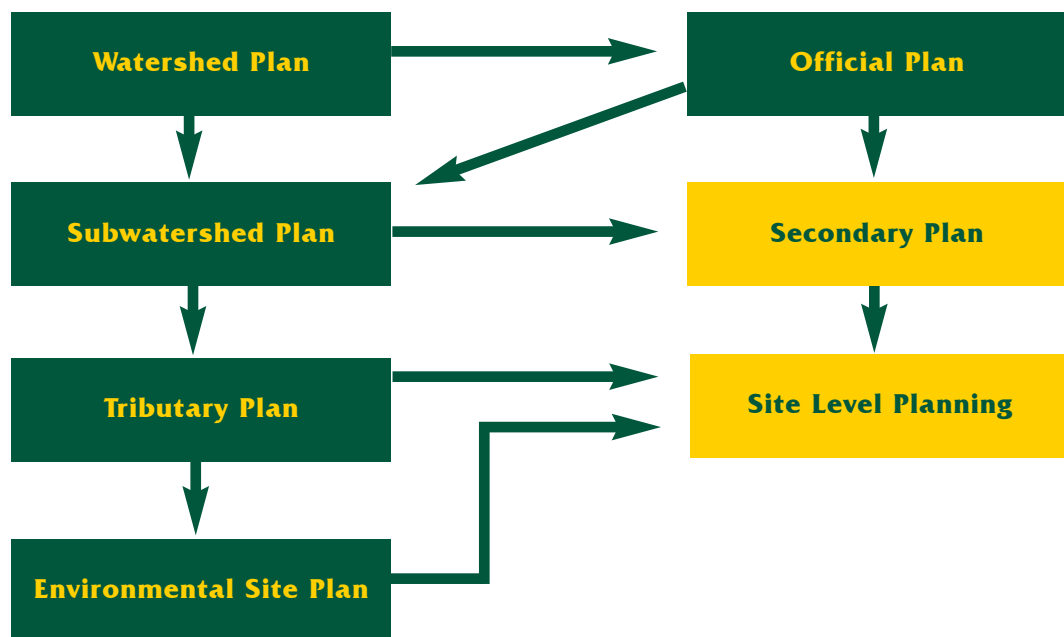 Watershed Plan
Official Plan
Subwatershed Plan
Secondary Plan
Tributary Plan
Site Level Planning
Environmental Site Plan